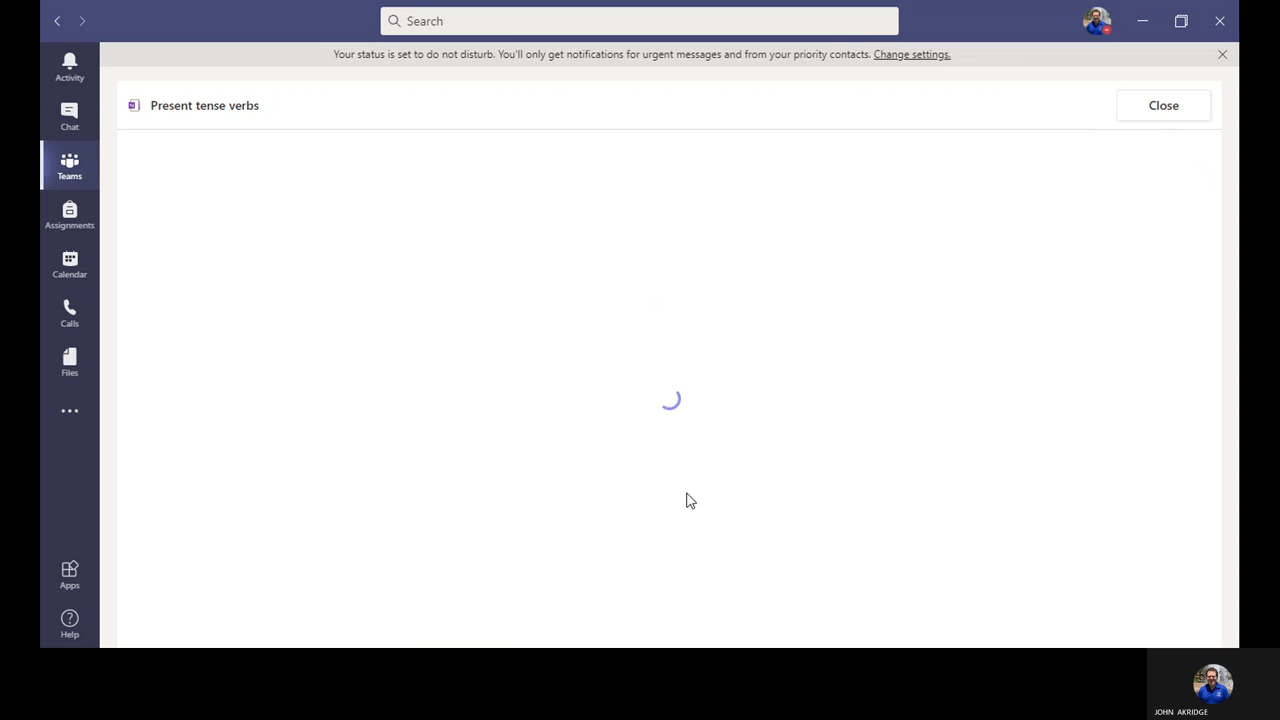 Search
Your status is set to do not disturb. You'll only get notifications for urgent messages and from your priority contacts. Change settings.
Activity
Chat
Teams
Assignments
Calendar
Calls
Files
Apps
Help
Present tense verbs
Close
JOHN AKRIDGE